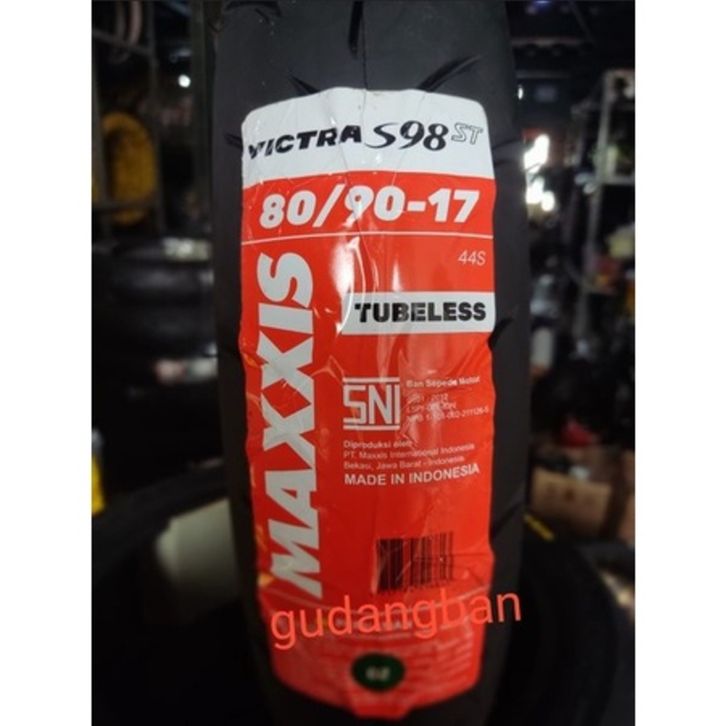 VICTRA S98 ST
80/90-17
44S
MAXXIS
TUBELESS
SNI
Ban Sepeda Motor
Diproduksi oleh :
PT. Maxxis International Indonesia
Bekasi, Jawa Barat - Indonesia
MADE IN INDONESIA
gudangban
02